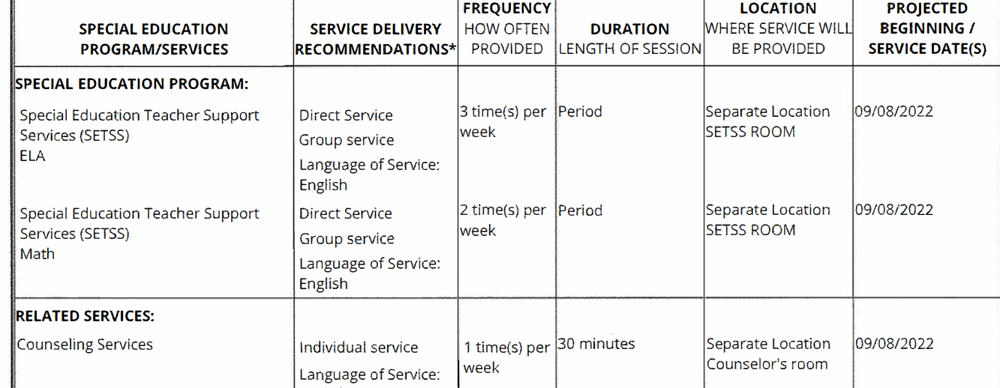 SPECIAL EDUCATION PROGRAM/SERVICES
SERVICE DELIVERY RECOMMENDATIONS*
FREQUENCY HOW OFTEN PROVIDED
DURATION LENGTH OF SESSION
LOCATION WHERE SERVICE WILL BE PROVIDED
PROJECTED BEGINNING / SERVICE DATE(S)
SPECIAL EDUCATION PROGRAM:
Special Education Teacher Support
Services (SETSS)
ELA
Direct Service
Group service
Language of Service:
English
3 time(s) per
week
Period
Separate Location
SETSS ROOM
09/08/2022
Special Education Teacher Support
Services (SETSS)
Math
Direct Service
Group service
Language of Service:
English
2 time(s) per
week
Period
Separate Location
SETSS ROOM
09/08/2022
RELATED SERVICES:
Counseling Services
Individual service
Language of Service:
1 time(s) per
week
30 minutes
Separate Location
Counselor's room
09/08/2022